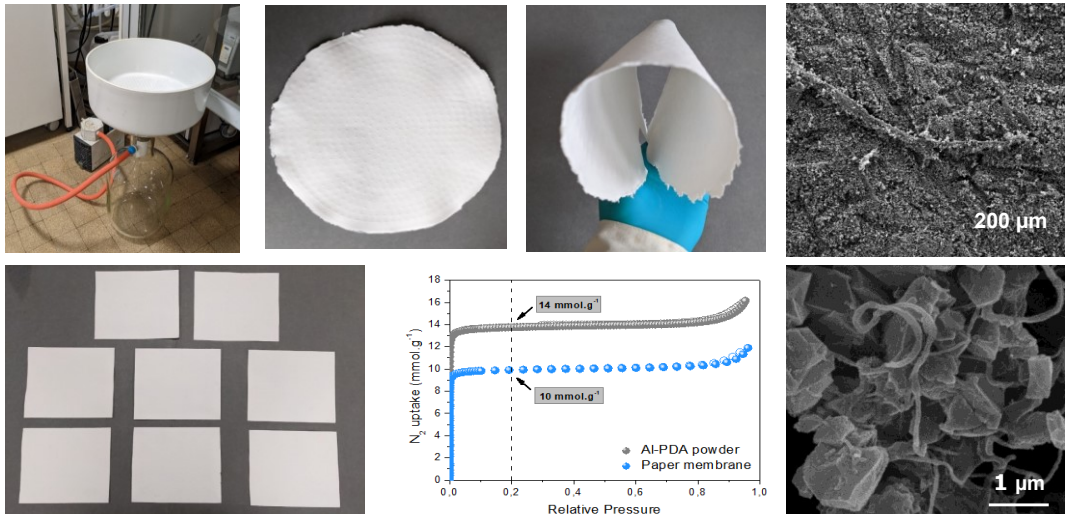 200 µm
18
16
14
12
10
8
6
4
2
0
N2 uptake (mmol.g-1)
14 mmol.g-1
10 mmol.g-1
Al-PDA powder
Paper membrane
0,0 0,2 0,4 0,6 0,8 1,0
Relative Pressure
1 µm